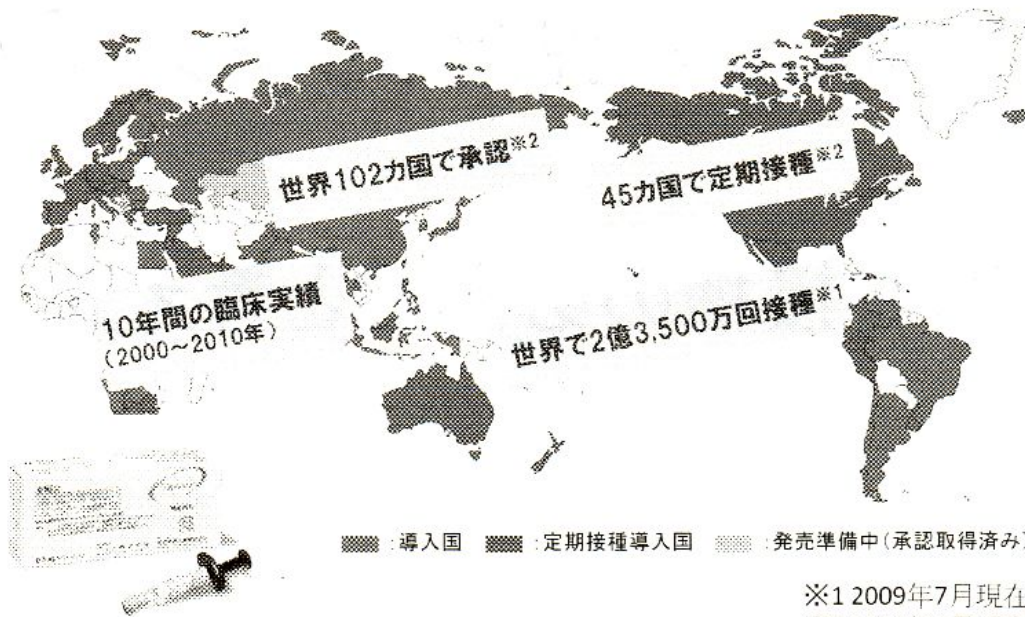 世界102カ国で承認※2
45カ国で定期接種※2
10年間の臨床実績
(2000～2010年)
世界で2億3,500万回接種※1
:導入国 :定期接種導入国 :発売準備中(承認取得済み)
※1 2009年7月現在